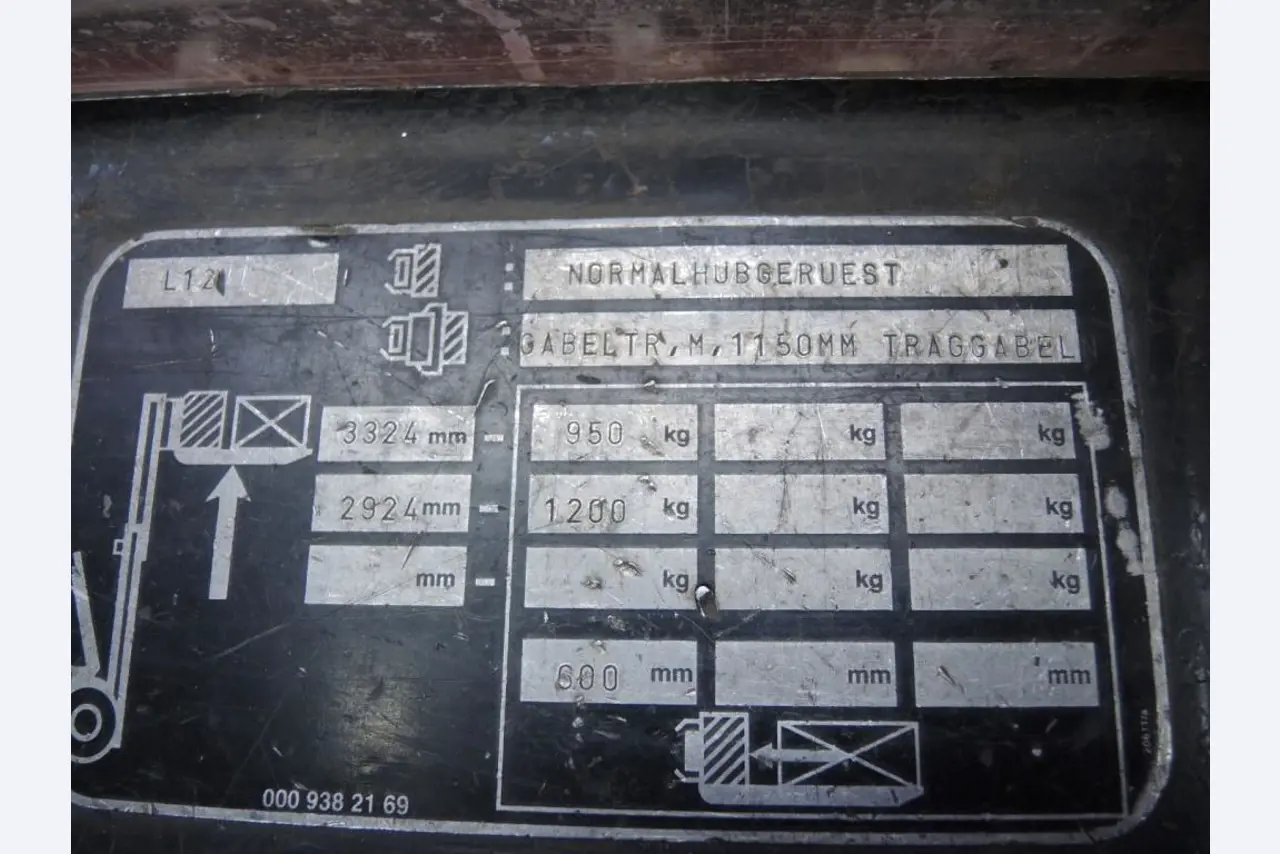 L12
NORMALHUBGERUEST
GABELTR,M,1150MM TRAGGABEL
3324 mm 950 kg kg kg
2924 mm 1200 kg kg kg
mm kg kg kg
600 mm mm mm
000 938 21 69